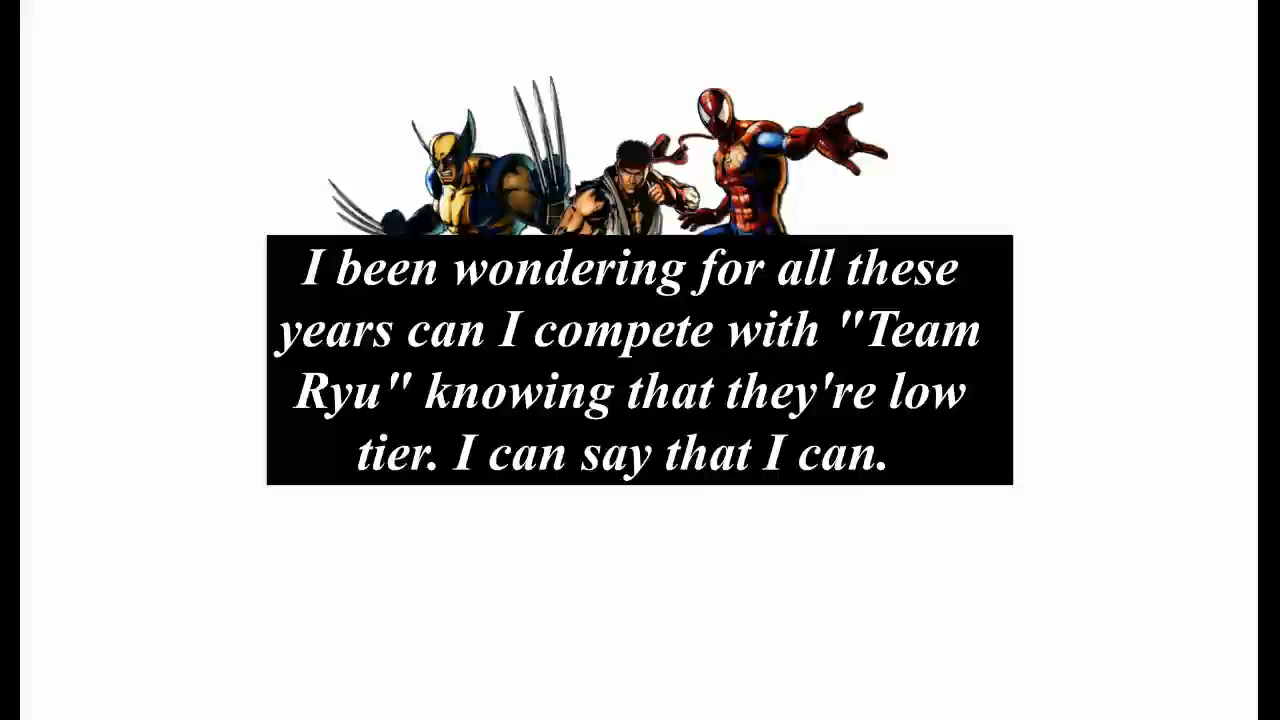 I been wondering for all these
years can I compete with "Team
Ryu" knowing that they're low
tier. I can say that I can.